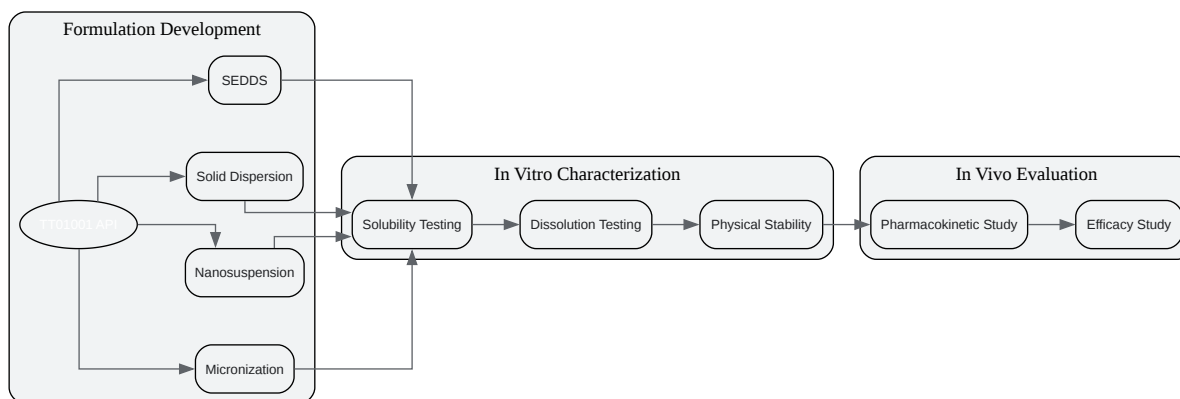 Formulation Development
SEDDS
Solid Dispersion
TT01001 API
Nanosuspension
Micronization
In Vitro Characterization
Solubility Testing
Dissolution Testing
Physical Stability
In Vivo Evaluation
Pharmacokinetic Study
Efficacy Study